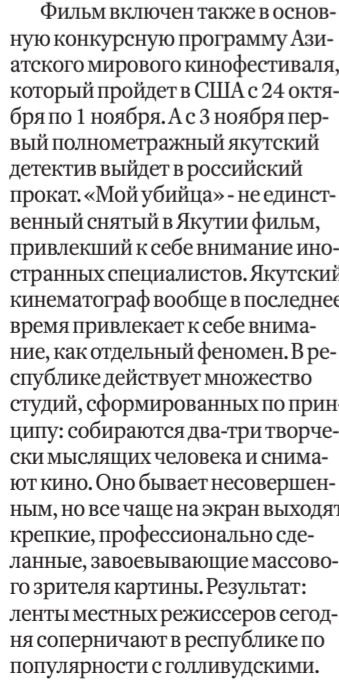 Фильм включен также в основ-
ную конкурсную программу Ази-
атского мирового кинофестиваля,
который пройдет в США с 24 октя-
бря по 1 ноября. А с 3 ноября пер-
вый полнометражный якутский
детектив выйдет в российский
прокат. «Мой убийца» - не единст-
венный снятый в Якутии фильм,
привлекший к себе внимание ино-
странных специалистов. Якутский
кинематограф вообще в последнее
время привлекает к себе внима-
ние, как отдельный феномен. В ре-
спублике действует множество
студий, сформированных по прин-
ципу: собираются два-три творче-
ски мыслящих человека и снима-
ют кино. Оно бывает несовершен-
ным, но все чаще на экран выходят
крепкие, профессионально сде-
ланные, завоевывающие массово-
го зрителя картины. Результат:
ленты местных режиссеров сегод-
ня соперничают в республике по
популярности с голливудскими.